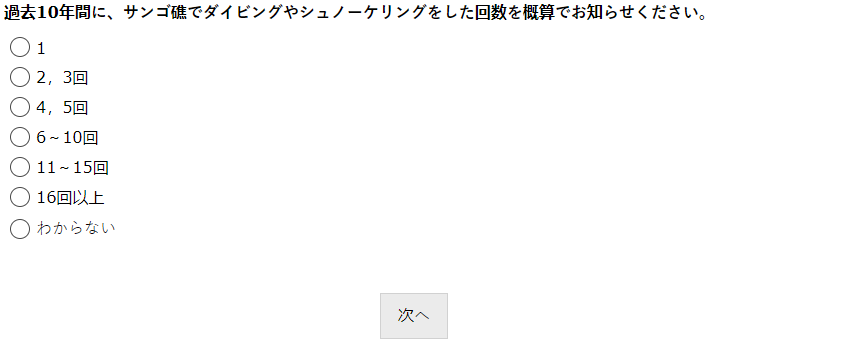 過去10年間に、サンゴ礁でダイビングやシュノーケリングをした回数を概算でお知らせください。
1
2，3回
4，5回
6～10回
11～15回
16回以上
わからない
次へ